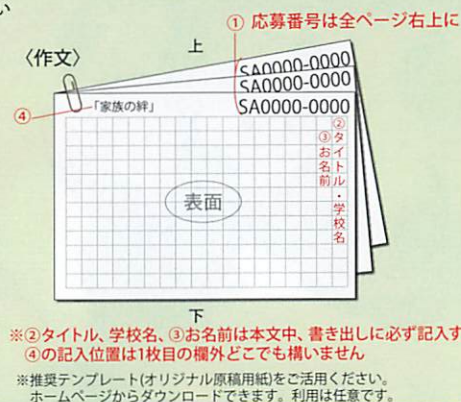 い
① 応募番号は全ページ右上に
〈作文〉
上
SA0000-0000
SA0000-0000
SA0000-0000
④
「家族の絆」
②タイトル・学校名
③お名前
表面
下
※②タイトル、学校名、③お名前は本文中、書き出しに必ず記入す
④の記入位置は1枚目の欄外どこでも構いません
※推奨テンプレート(オリジナル原稿用紙)をご活用ください。
ホームページからダウンロードできます。利用は任意です。